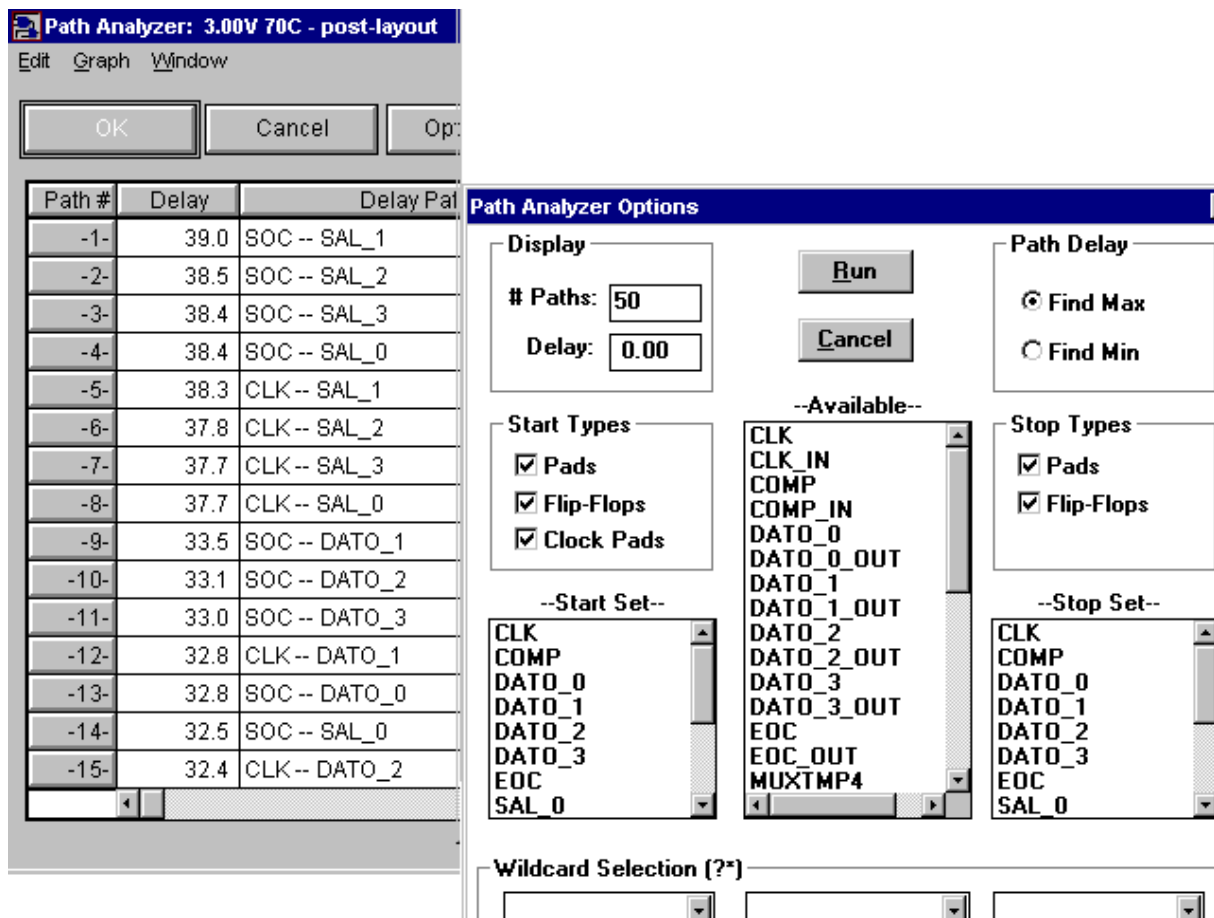 Path Analyzer: 3.00V 70C - post-layout
Edit Graph Window
OK Cancel Opt
Path # Delay Delay Pat
-1- 39.0 SOC -- SAL_1
-2- 38.5 SOC -- SAL_2
-3- 38.4 SOC -- SAL_3
-4- 38.4 SOC -- SAL_0
-5- 38.3 CLK -- SAL_1
-6- 37.8 CLK -- SAL_2
-7- 37.7 CLK -- SAL_3
-8- 37.7 CLK -- SAL_0
-9- 33.5 SOC -- DATO_1
-10- 33.1 SOC -- DATO_2
-11- 33.0 SOC -- DATO_3
-12- 32.8 CLK -- DATO_1
-13- 32.8 SOC -- DATO_0
-14- 32.5 SOC -- SAL_0
-15- 32.4 CLK -- DATO_2
Path Analyzer Options
Display
# Paths: 50
Delay: 0.00
Run
Cancel
Path Delay
Find Max
Find Min
Start Types
Pads
Flip-Flops
Clock Pads
--Available--
CLK
CLK_IN
COMP
COMP_IN
DATO_0
DATO_0_OUT
DATO_1
DATO_1_OUT
DATO_2
DATO_2_OUT
DATO_3
DATO_3_OUT
EOC
EOC_OUT
MUXTMP4
Stop Types
Pads
Flip-Flops
--Start Set--
CLK
COMP
DATO_0
DATO_1
DATO_2
DATO_3
EOC
SAL_0
--Stop Set--
CLK
COMP
DATO_0
DATO_1
DATO_2
DATO_3
EOC
SAL_0
Wildcard Selection (?*)